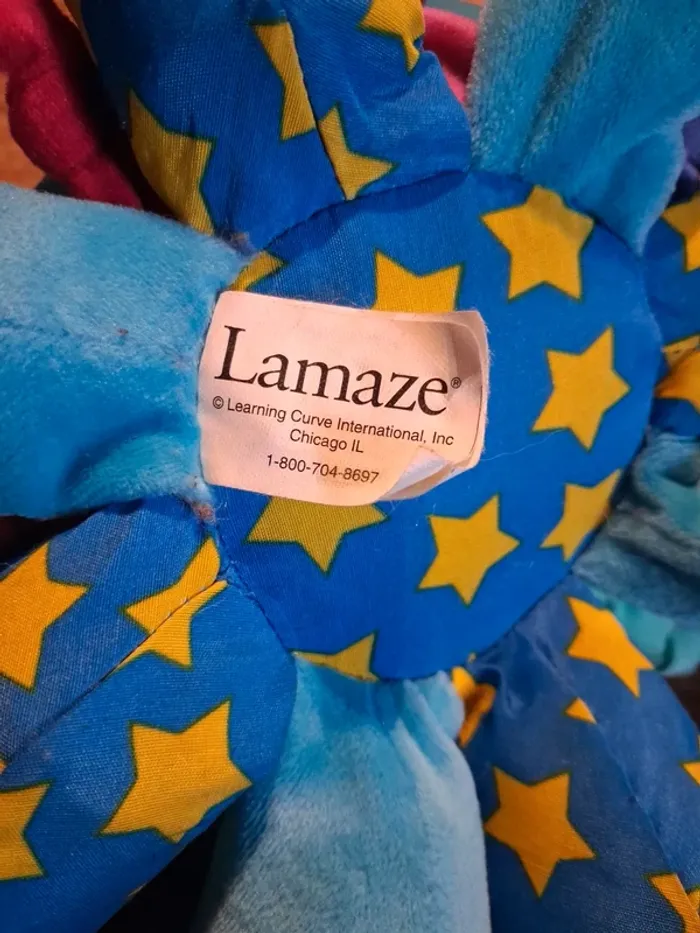 Lamaze®
© Learning Curve International, Inc
Chicago IL
1-800-704-8697